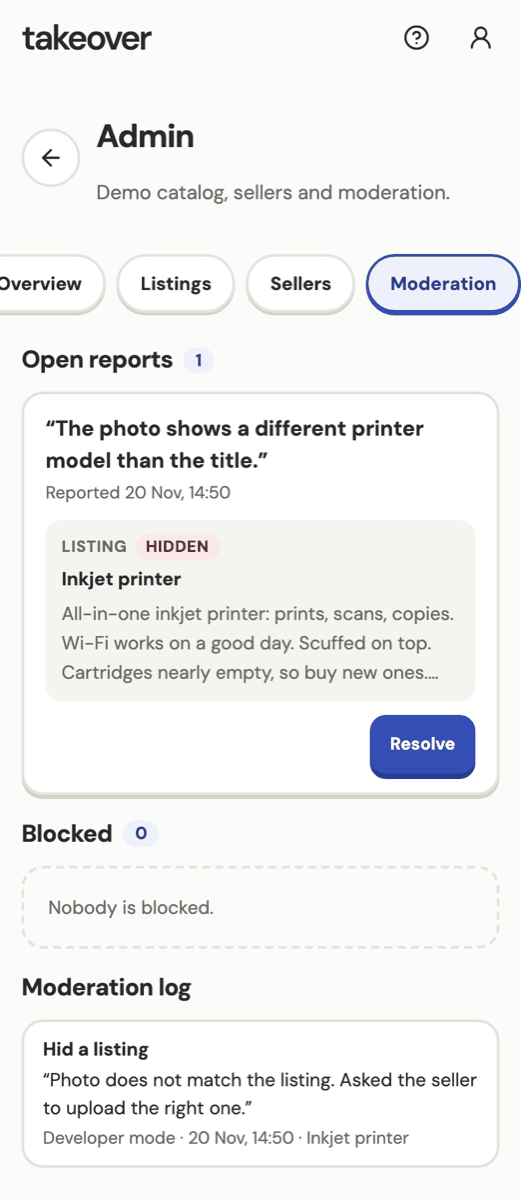 takeover
Admin
Demo catalog, sellers and moderation.
Overview Listings Sellers Moderation
Open reports 1
“The photo shows a different printer
model than the title.”
Reported 20 Nov, 14:50
LISTING HIDDEN
Inkjet printer
All-in-one inkjet printer: prints, scans, copies.
Wi-Fi works on a good day. Scuffed on top.
Cartridges nearly empty, so buy new ones.…
Resolve
Blocked 0
Nobody is blocked.
Moderation log
Hid a listing
“Photo does not match the listing. Asked the seller
to upload the right one.”
Developer mode · 20 Nov, 14:50 · Inkjet printer